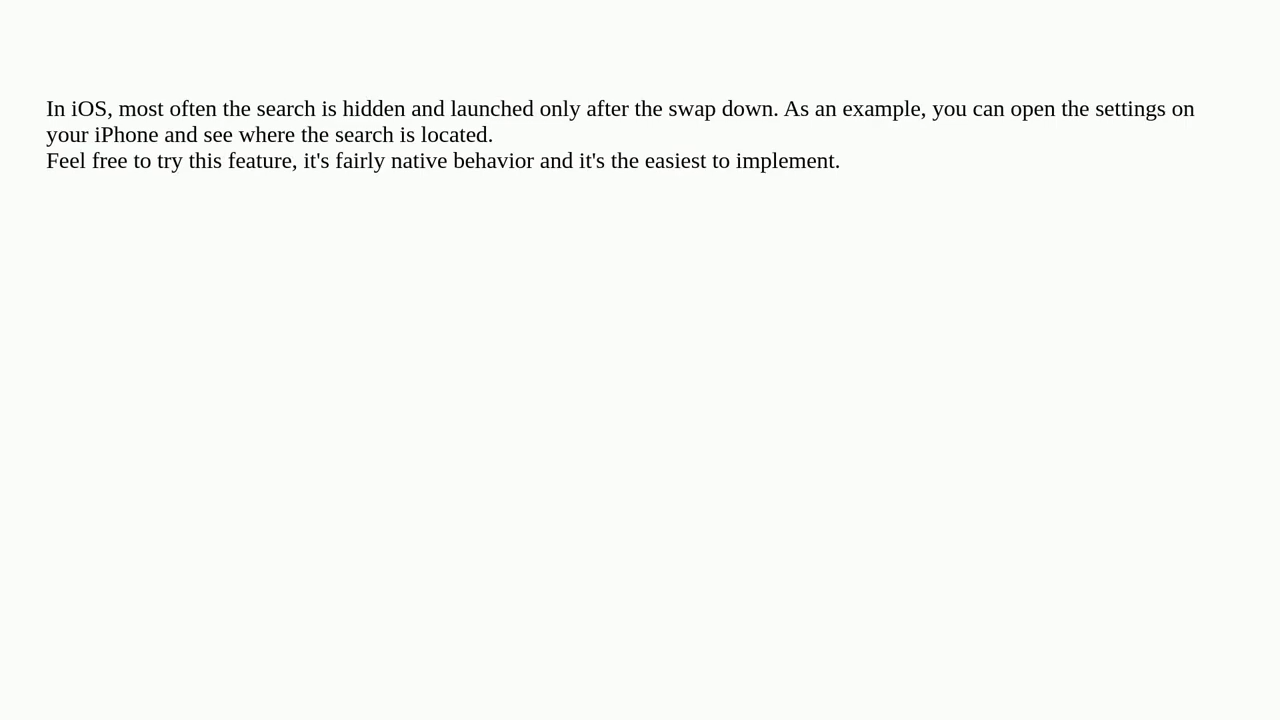 In iOS, most often the search is hidden and launched only after the swap down. As an example, you can open the settings on
your iPhone and see where the search is located.
Feel free to try this feature, it's fairly native behavior and it's the easiest to implement.